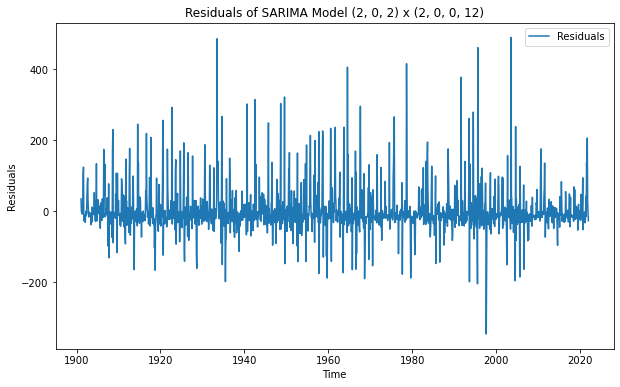 Residuals of SARIMA Model (2, 0, 2) x (2, 0, 0, 12)
Residuals
400
200
0
−200
Residuals
1900
1920
1940
1960
1980
2000
2020
Time